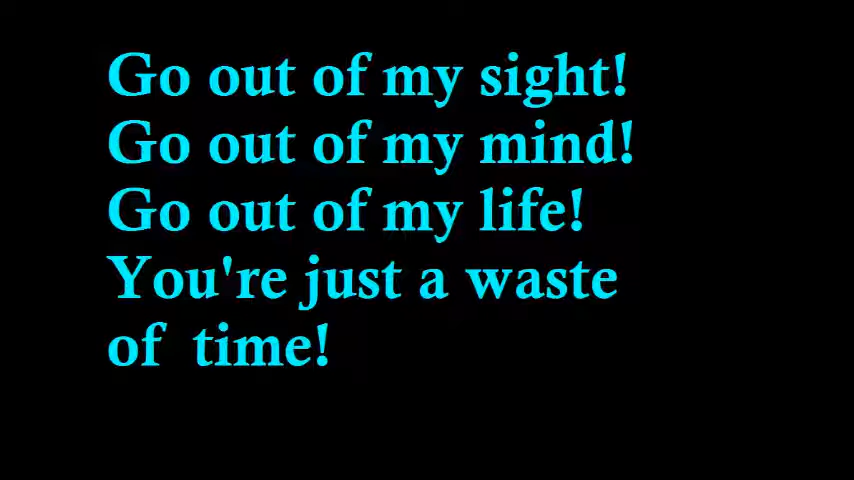 Go out of my sight!
Go out of my mind!
Go out of my life!
You're just a waste
of  time!